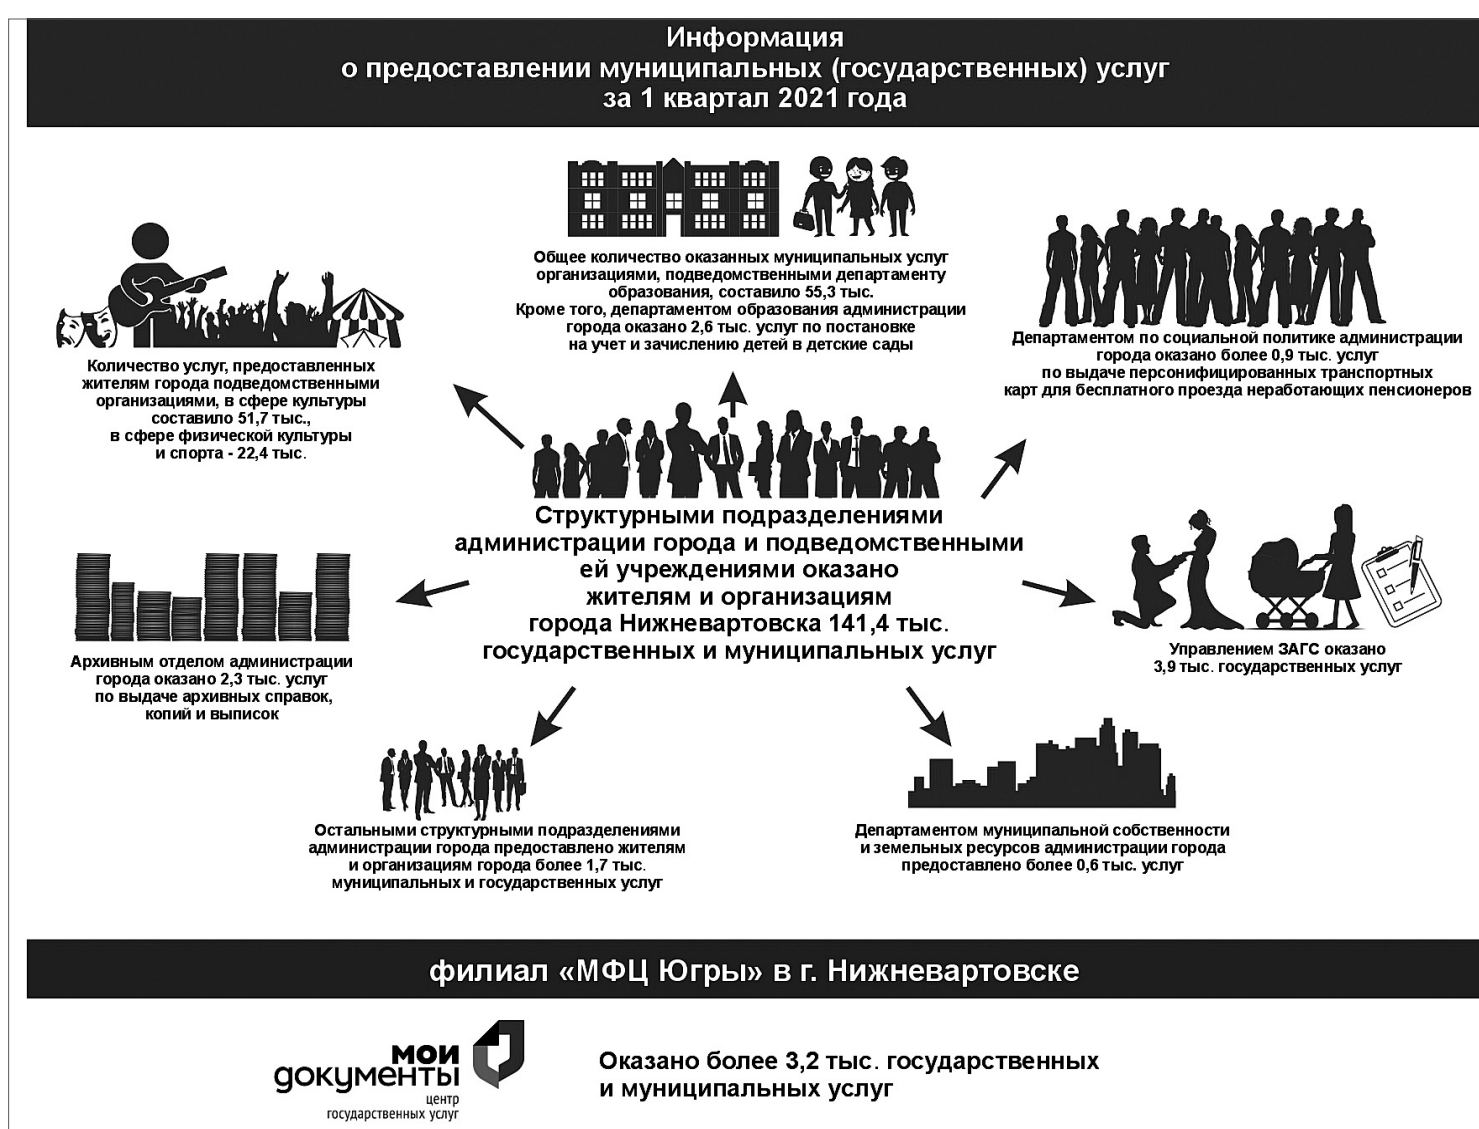 Информация
о предоставлении муниципальных (государственных) услуг
за 1 квартал 2021 года
Общее количество оказанных муниципальных услуг
организациями, подведомственными департаменту
образования, составило 55,3 тыс.
Кроме того, департаментом образования администрации
города оказано 2,6 тыс. услуг по постановке
на учет и зачислению детей в детские сады
Департаментом по социальной политике администрации
города оказано более 0,9 тыс. услуг
по выдаче персонифицированных транспортных
карт для бесплатного проезда неработающих пенсионеров
Количество услуг, предоставленных
жителям города подведомственными
организациями, в сфере культуры
составило 51,7 тыс.,
в сфере физической культуры
и спорта - 22,4 тыс.
Структурными подразделениями
администрации города и подведомственными
ей учреждениями оказано
жителям и организациям
города Нижневартовска 141,4 тыс.
государственных и муниципальных услуг
Архивным отделом администрации
города оказано 2,3 тыс. услуг
по выдаче архивных справок,
копий и выписок
Управлением ЗАГС оказано
3,9 тыс. государственных услуг
Остальными структурными подразделениями
администрации города предоставлено жителям
и организациям города более 1,7 тыс.
муниципальных и государственных услуг
Департаментом муниципальной собственности
и земельных ресурсов администрации города
предоставлено более 0,6 тыс. услуг
филиал «МФЦ Югры» в г. Нижневартовске
мои
документы
центр
государственных услуг
Оказано более 3,2 тыс. государственных
и муниципальных услуг